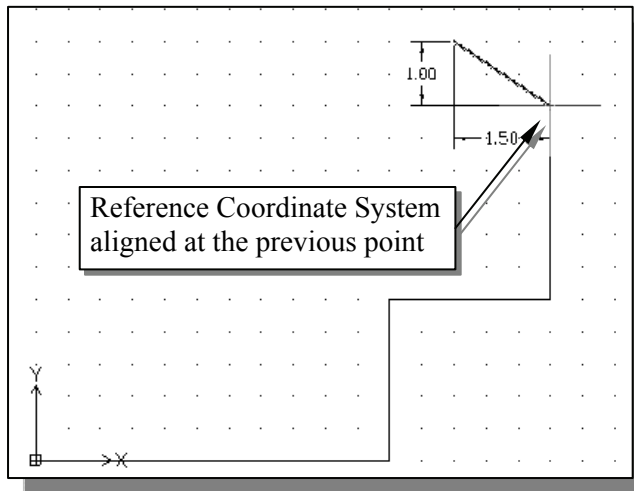 1.00
1.50
Reference Coordinate System
aligned at the previous point
Y
X